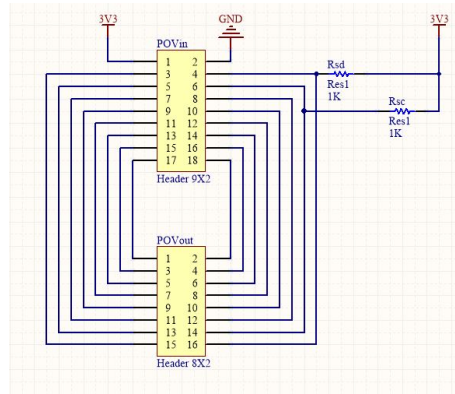 3V3 GND 3V3
POVin
1 2
3 4
5 6
7 8
9 10
11 12
13 14
15 16
17 18
Header 9X2
Rsd
Res1
1K
Rsc
Res1
1K
POVout
1 2
3 4
5 6
7 8
9 10
11 12
13 14
15 16
Header 8X2